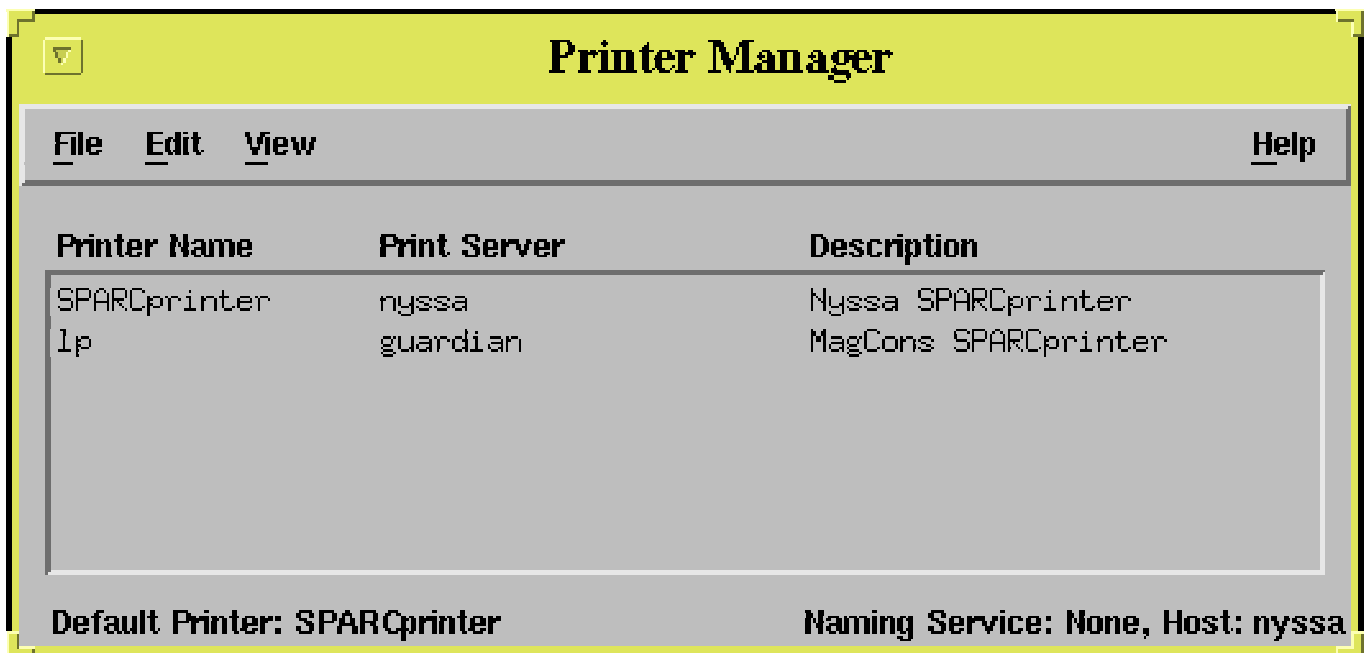 Printer Manager
File Edit View Help
Printer Name Print Server Description
SPARCprinter nyssa Nyssa SPARCprinter
lp guardian MagCons SPARCprinter
Default Printer: SPARCprinter Naming Service: None, Host: nyssa